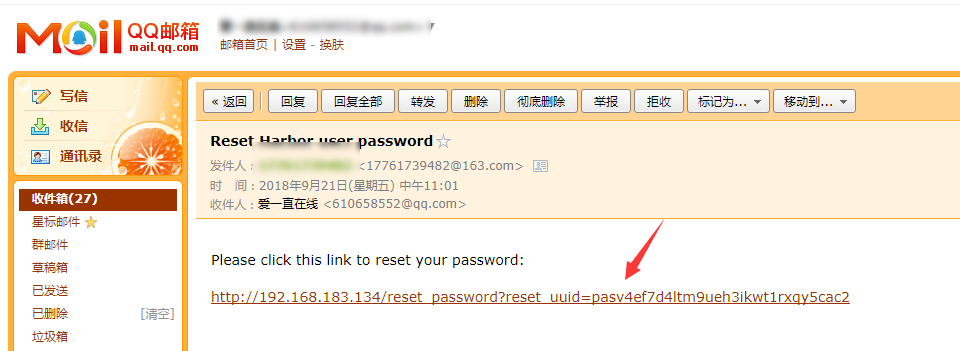 MOil QQ邮箱
mail.qq.com
邮箱首页 | 设置 - 换肤
写信
收信
通讯录
收件箱(27)
星标邮件
群邮件
草稿箱
已发送
已删除 [清空]
垃圾箱
« 返回 回复 回复全部 转发 删除 彻底删除 举报 拒收 标记为... 移动到...
Reset Harbor user password
发件人: <17761739482@163.com>
时 间:2018年9月21日(星期五) 中午11:01
收件人:爱一直在线 <610658552@qq.com>
Please click this link to reset your password:
http://192.168.183.134/reset_password?reset_uuid=pasv4ef7d4ltm9ueh3ikwt1rxqy5cac2